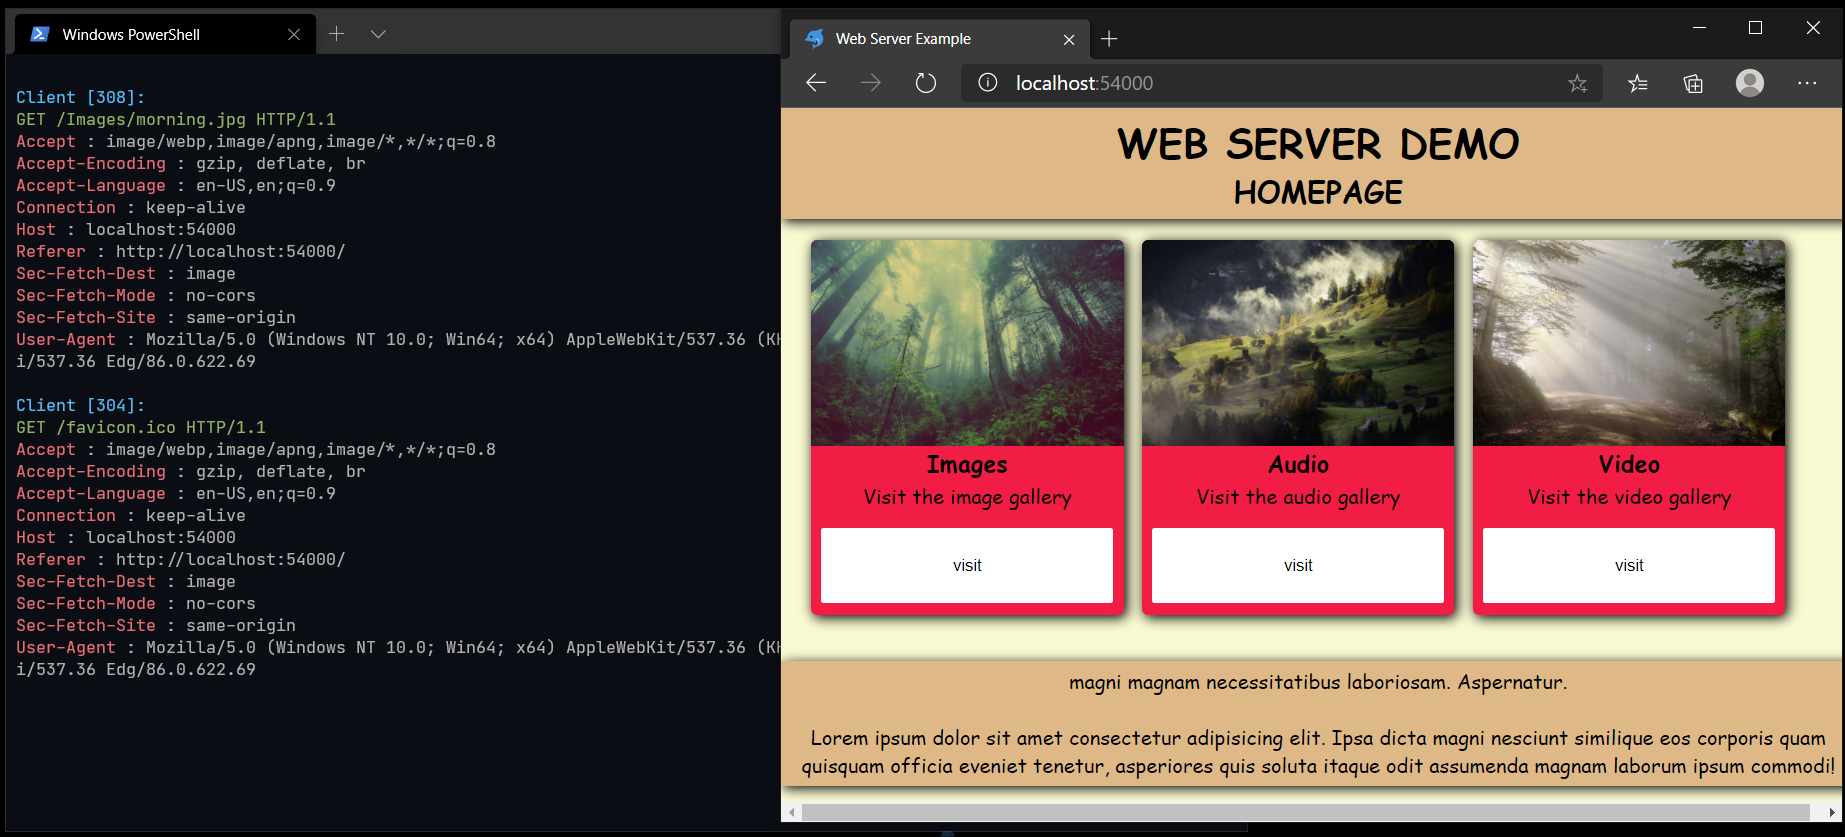 Windows PowerShell
Client [308]:
GET /Images/morning.jpg HTTP/1.1
Accept : image/webp,image/apng,image/*,*/*;q=0.8
Accept-Encoding : gzip, deflate, br
Accept-Language : en-US,en;q=0.9
Connection : keep-alive
Host : localhost:54000
Referer : http://localhost:54000/
Sec-Fetch-Dest : image
Sec-Fetch-Mode : no-cors
Sec-Fetch-Site : same-origin
User-Agent : Mozilla/5.0 (Windows NT 10.0; Win64; x64) AppleWebKit/537.36 (KH
i/537.36 Edg/86.0.622.69
Client [304]:
GET /favicon.ico HTTP/1.1
Accept : image/webp,image/apng,image/*,*/*;q=0.8
Accept-Encoding : gzip, deflate, br
Accept-Language : en-US,en;q=0.9
Connection : keep-alive
Host : localhost:54000
Referer : http://localhost:54000/
Sec-Fetch-Dest : image
Sec-Fetch-Mode : no-cors
Sec-Fetch-Site : same-origin
User-Agent : Mozilla/5.0 (Windows NT 10.0; Win64; x64) AppleWebKit/537.36 (KH
i/537.36 Edg/86.0.622.69
Web Server Example
localhost:54000
WEB SERVER DEMO
HOMEPAGE
Images
Visit the image gallery
visit
Audio
Visit the audio gallery
visit
Video
Visit the video gallery
visit
magni magnam necessitatibus laboriosam. Aspernatur.
Lorem ipsum dolor sit amet consectetur adipisicing elit. Ipsa dicta magni nesciunt similique eos corporis quam
quisquam officia eveniet tenetur, asperiores quis soluta itaque odit assumenda magnam laborum ipsum commodi!